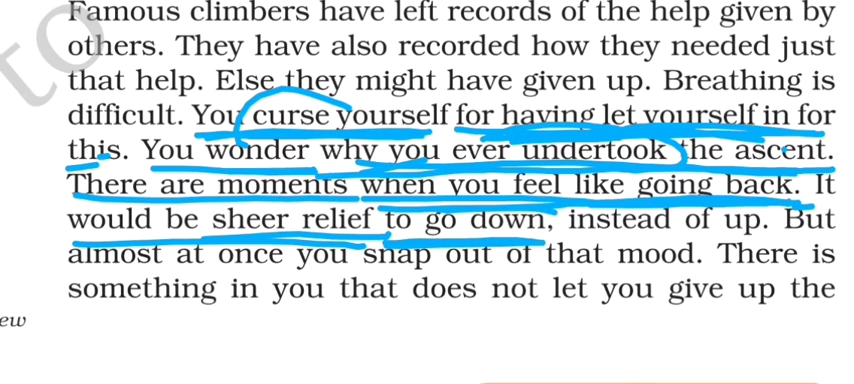 to
Famous climbers have left records of the help given by
others. They have also recorded how they needed just
that help. Else they might have given up. Breathing is
difficult. You curse yourself for having let yourself in for
this. You wonder why you ever undertook the ascent.
There are moments when you feel like going back. It
would be sheer relief to go down, instead of up. But
almost at once you snap out of that mood. There is
something in you that does not let you give up the
ew